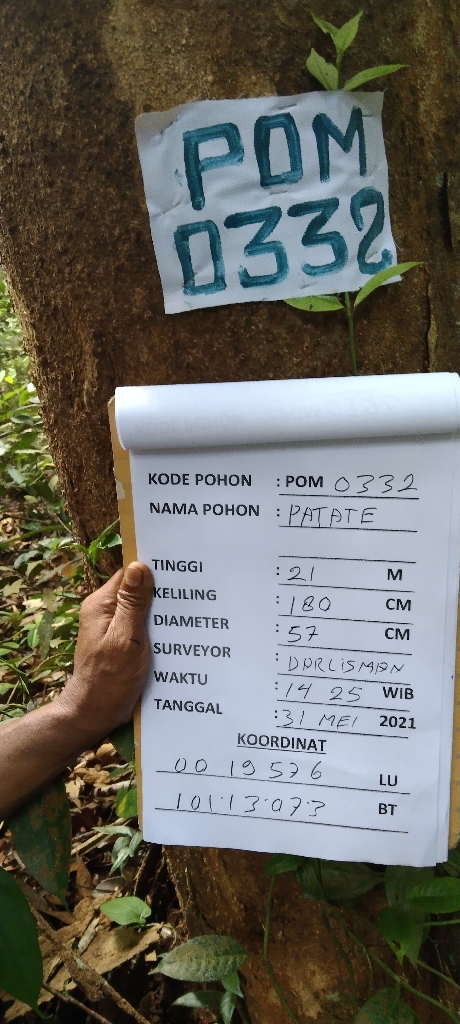 POM
0332
KODE POHON : POM 0332
NAMA POHON : PATATE
TINGGI : 21 M
KELILING : 180 CM
DIAMETER : 57 CM
SURVEYOR : DARLISMAN
WAKTU : 14 25 WIB
TANGGAL : 31 MEI 2021
KOORDINAT
00 19 576 LU
101:13:073 BT